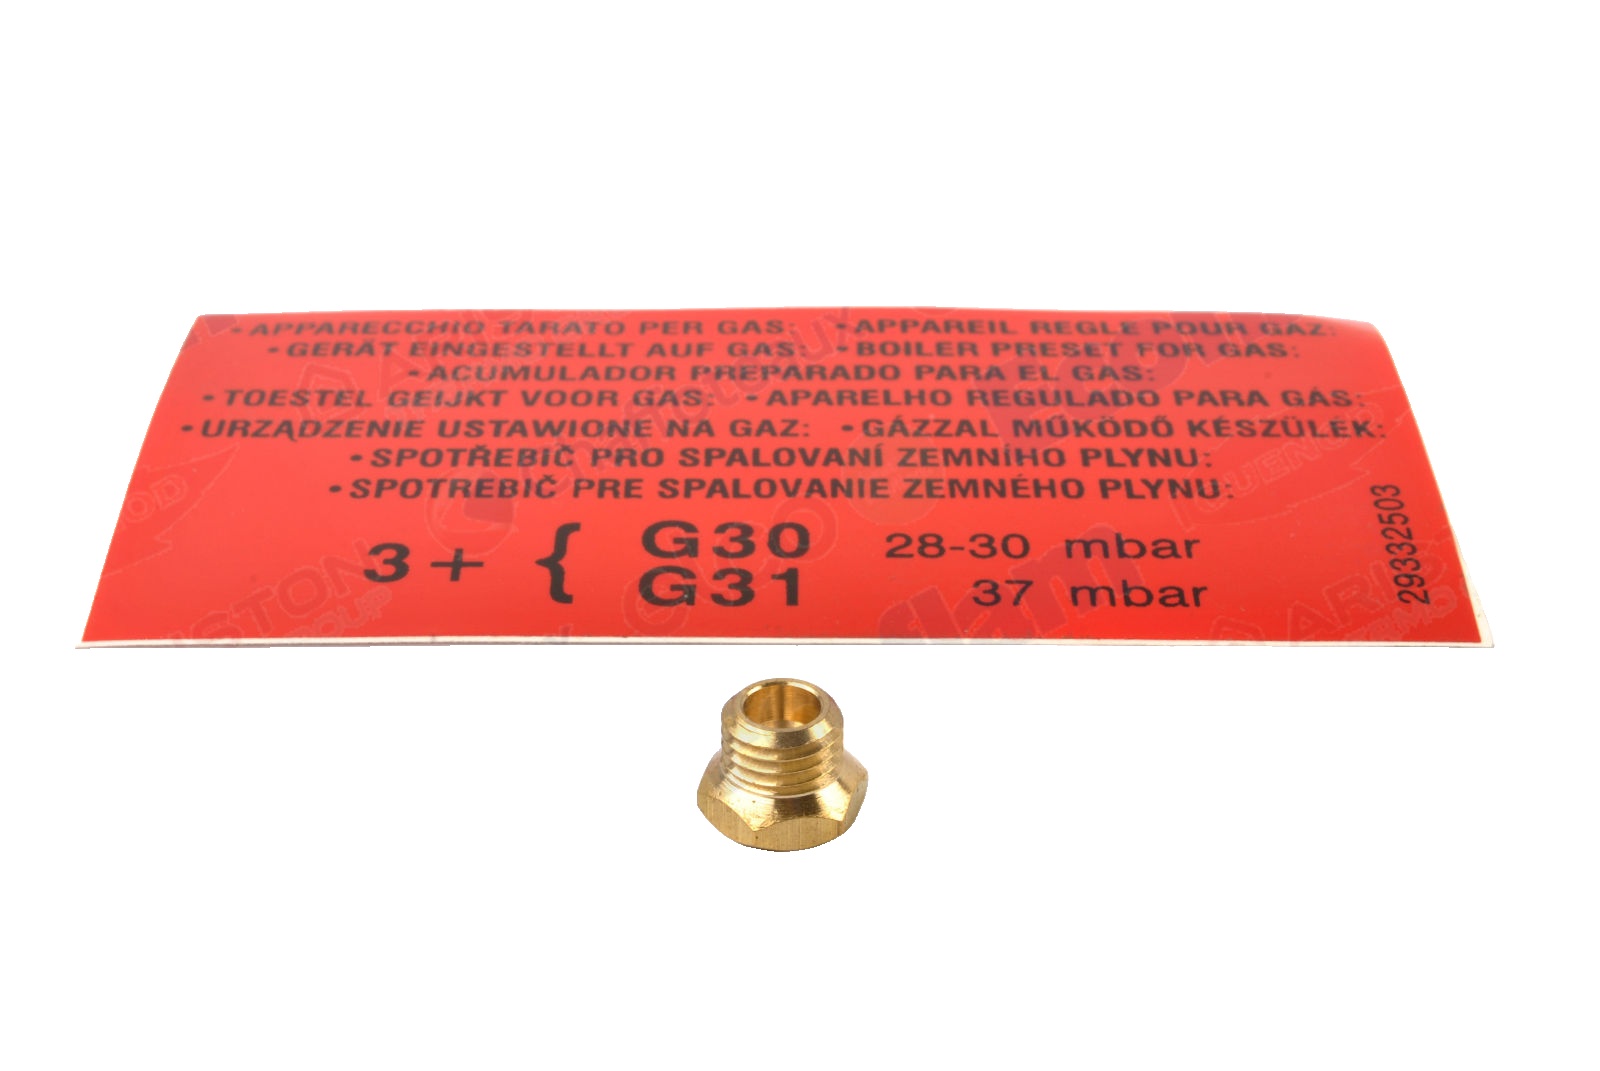 •APPARECCHIO TARATO PER GAS: •APPAREIL REGLE POUR GAZ:
•GERÄT EINGESTELLT AUF GAS: •BOILER PRESET FOR GAS:
•ACUMULADOR PREPARADO PARA EL GAS:
•TOESTEL GEIJKT VOOR GAS: •APARELHO REGULADO PARA GÁS:
•URZĄDZENIE USTAWIONE NA GAZ: •GÁZZAL MŰKÖDŐ KÉSZÜLÉK:
•SPOTŘEBIČ PRO SPALOVANÍ ZEMNÍHO PLYNU:
•SPOTREBIČ PRE SPALOVANIE ZEMNÉHO PLYNU:
3+ { G30 28-30 mbar
G31 37 mbar
29332503